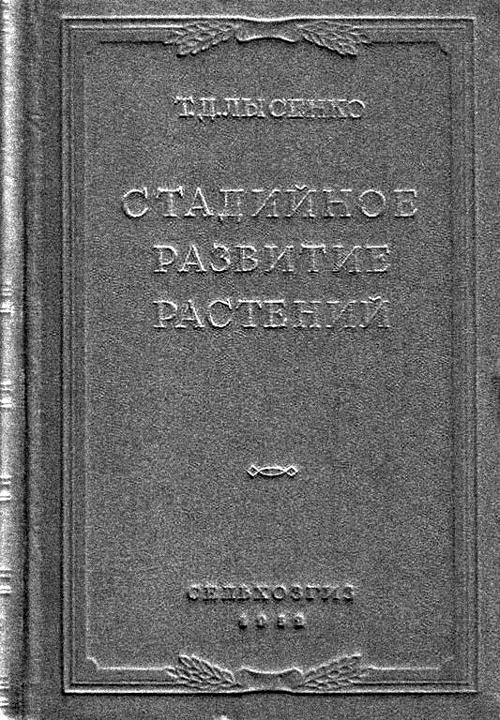 Т.Д.ЛЫСЕНКО
СТАДИЙНОЕ
РАЗВИТИЕ
РАСТЕНИЙ
СЕЛЬХОЗГИЗ
1952